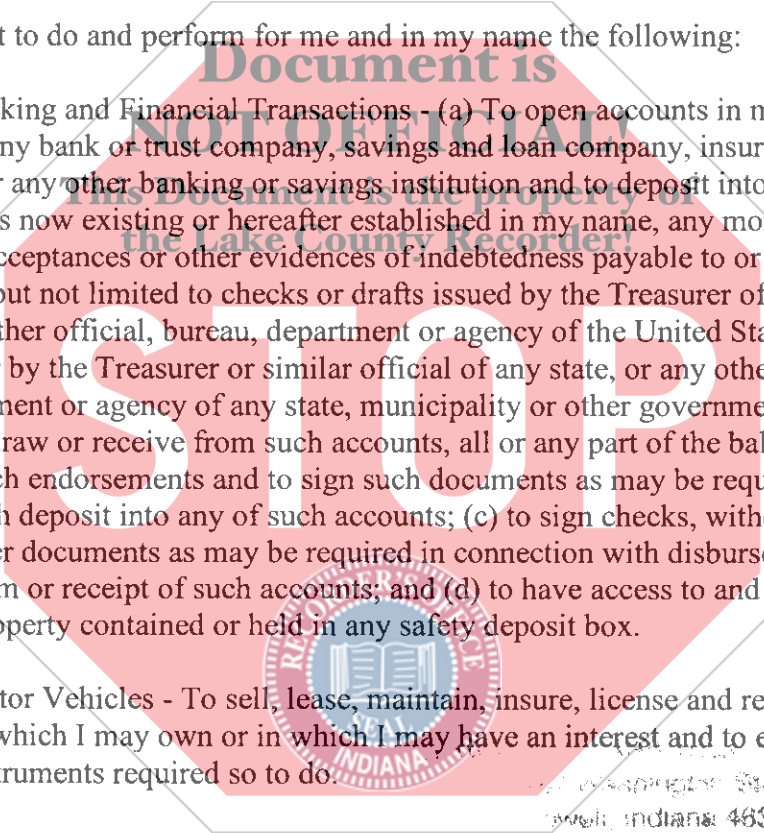 t to do and perform for me and in my name the following:
Document is
king and Financial Transactions - (a) To open accounts in m
NOT OFFICIAL!
ny bank or trust company, savings and loan company, insur
r any other banking or savings institution and to deposit into
This Document is the property of
s now existing or hereafter established in my name, any mo
the Lake County Recorder!
cceptances or other evidences of indebtedness payable to or
out not limited to checks or drafts issued by the Treasurer of
ther official, bureau, department or agency of the United Sta
by the Treasurer or similar official of any state, or any othe
nent or agency of any state, municipality or other governme
raw or receive from such accounts, all or any part of the bal
STOP
ch endorsements and to sign such documents as may be requ
h deposit into any of such accounts; (c) to sign checks, with
er documents as may be required in connection with disburs
m or receipt of such accounts; and (d) to have access to and
operty contained or held in any safety deposit box.
RECORDER'S OFFICE
SEAL
INDIANA
tor Vehicles - To sell, lease, maintain, insure, license and re
which I may own or in which I may have an interest and to e
truments required so to do.
Indiana 463